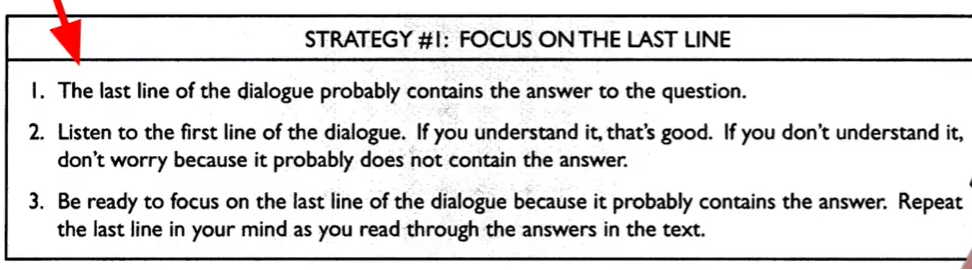 STRATEGY #1: FOCUS ON THE LAST LINE
1. The last line of the dialogue probably contains the answer to the question.
2. Listen to the first line of the dialogue. If you understand it, that's good. If you don't understand it,
don't worry because it probably does not contain the answer.
3. Be ready to focus on the last line of the dialogue because it probably contains the answer. Repeat
the last line in your mind as you read through the answers in the text.